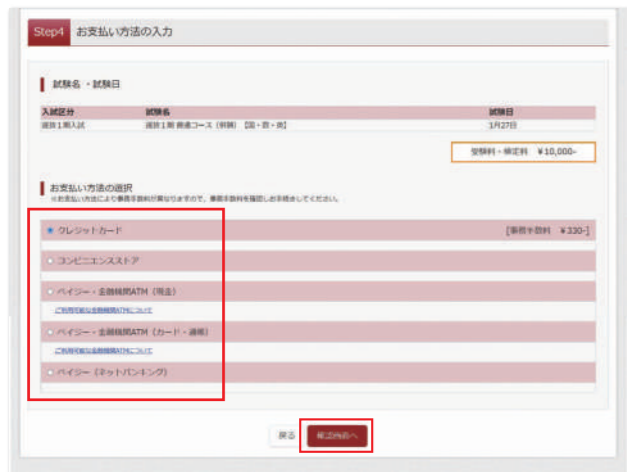 Step4 お支払い方法の入力
試験名・試験日
入試区分 試験名 試験日
選抜1期入試 選抜1期 普通コース（併願）【国・数・英】 1月27日
受験料・検定料 ¥10,000-
お支払い方法の選択
※お支払い方法により事務手数料が異なりますので、事務手数料を確認しお手続きしてください。
クレジットカード [事務手数料 ¥330-]
コンビニエンスストア
ペイジー・金融機関ATM（現金）
ご利用可能な金融機関ATMについて
ペイジー・金融機関ATM（カード・通帳）
ご利用可能な金融機関ATMについて
ペイジー（ネットバンキング）
戻る 確認画面へ